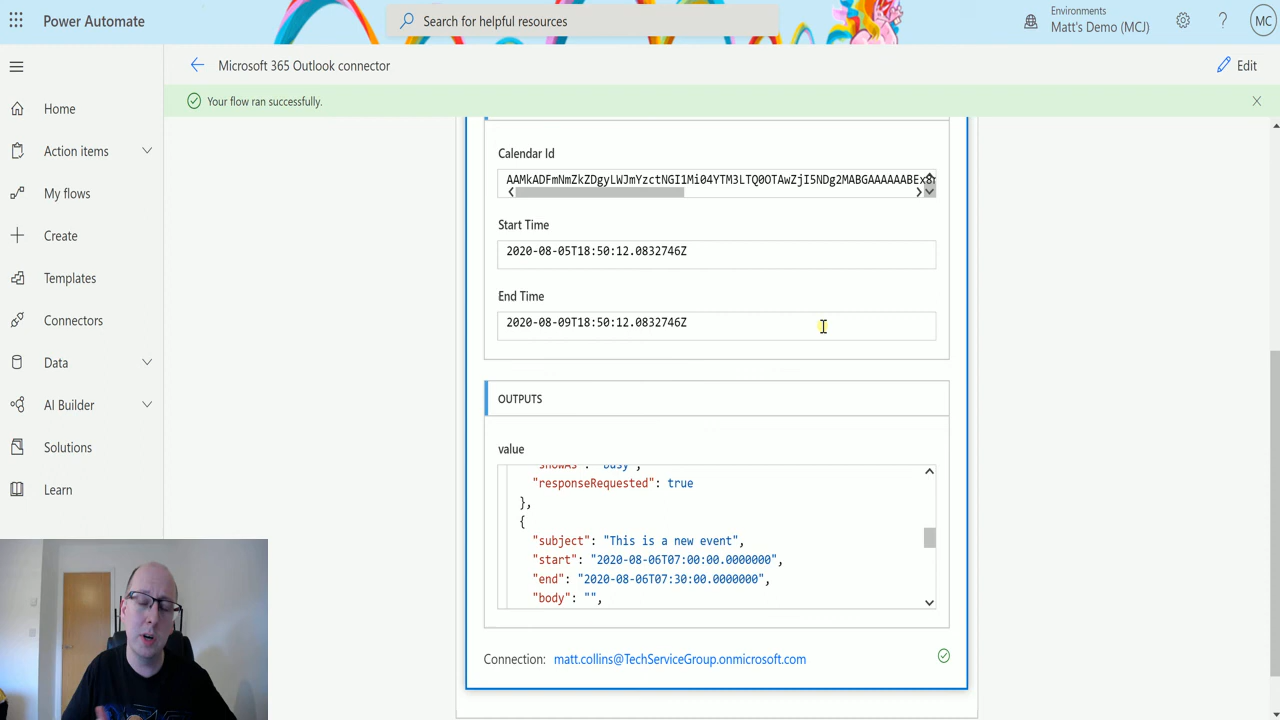 Power Automate
Search for helpful resources
Environments
Matt's Demo (MCJ)
?
MC
Microsoft 365 Outlook connector
Edit
Your flow ran successfully.
Home
Action items
My flows
Create
Templates
Connectors
Data
AI Builder
Solutions
Learn
Calendar Id
Start Time
2020-08-05T18:50:12.0832746Z
End Time
2020-08-09T18:50:12.0832746Z
OUTPUTS
value
"showAs": "busy",
"responseRequested": true
},
{
"subject": "This is a new event",
"start": "2020-08-06T07:00:00.0000000",
"end": "2020-08-06T07:30:00.0000000",
"body": "",
Connection: matt.collins@TechServiceGroup.onmicrosoft.com